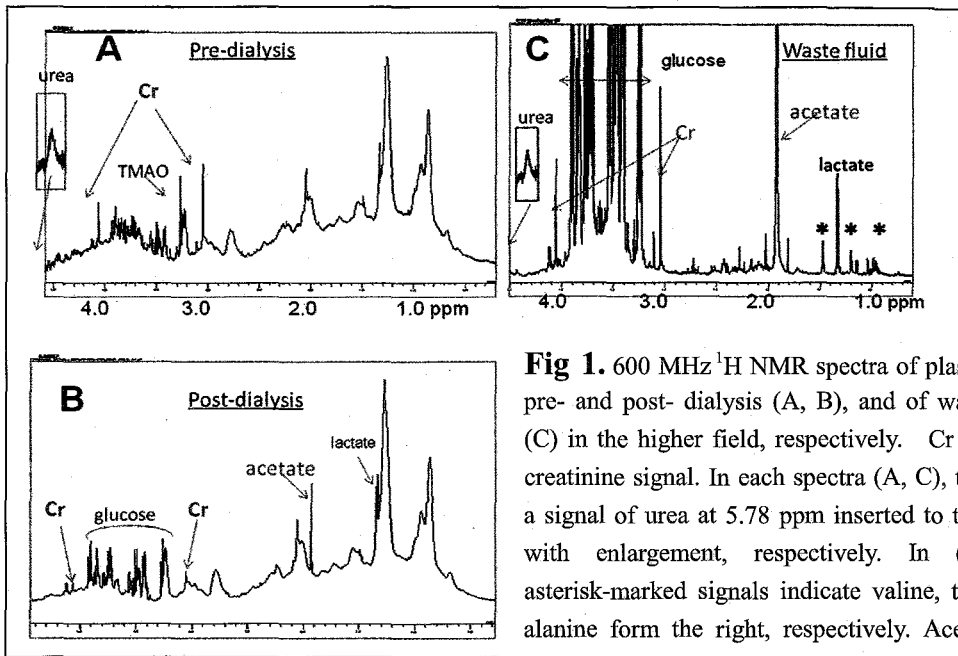 A
Pre-dialysis
urea
Cr
TMAO
4.0 3.0 2.0 1.0 ppm
C
Waste fluid
glucose
urea
Cr
acetate
lactate
* * *
4.0 3.0 2.0 1.0 ppm
B
Post-dialysis
lactate
acetate
Cr
glucose
Cr
Fig 1. 600 MHz ¹H NMR spectra of plas
pre- and post- dialysis (A, B), and of wa
(C) in the higher field, respectively. Cr
creatinine signal. In each spectra (A, C), t
a signal of urea at 5.78 ppm inserted to t
with enlargement, respectively. In (
asterisk-marked signals indicate valine, t
alanine form the right, respectively. Ace